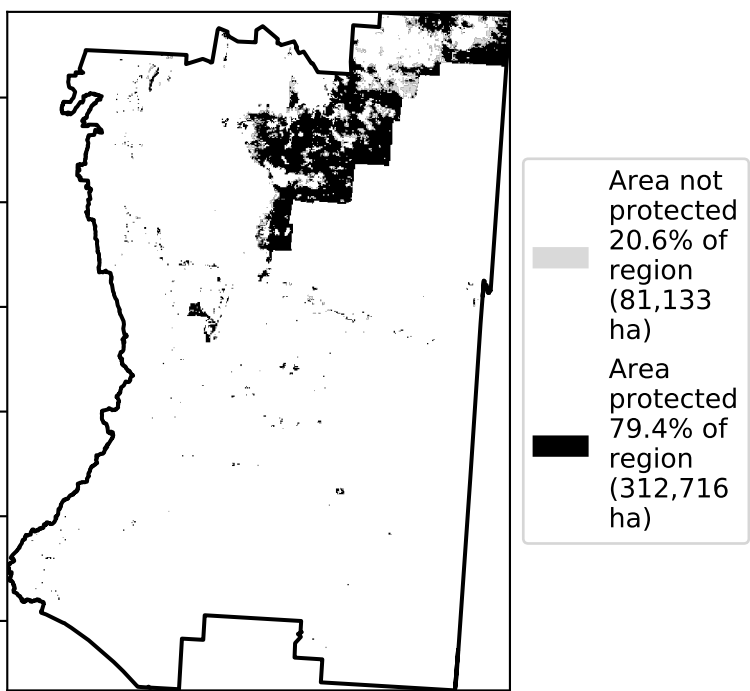 Area not
protected
20.6% of
region
(81,133
ha)
Area
protected
79.4% of
region
(312,716
ha)